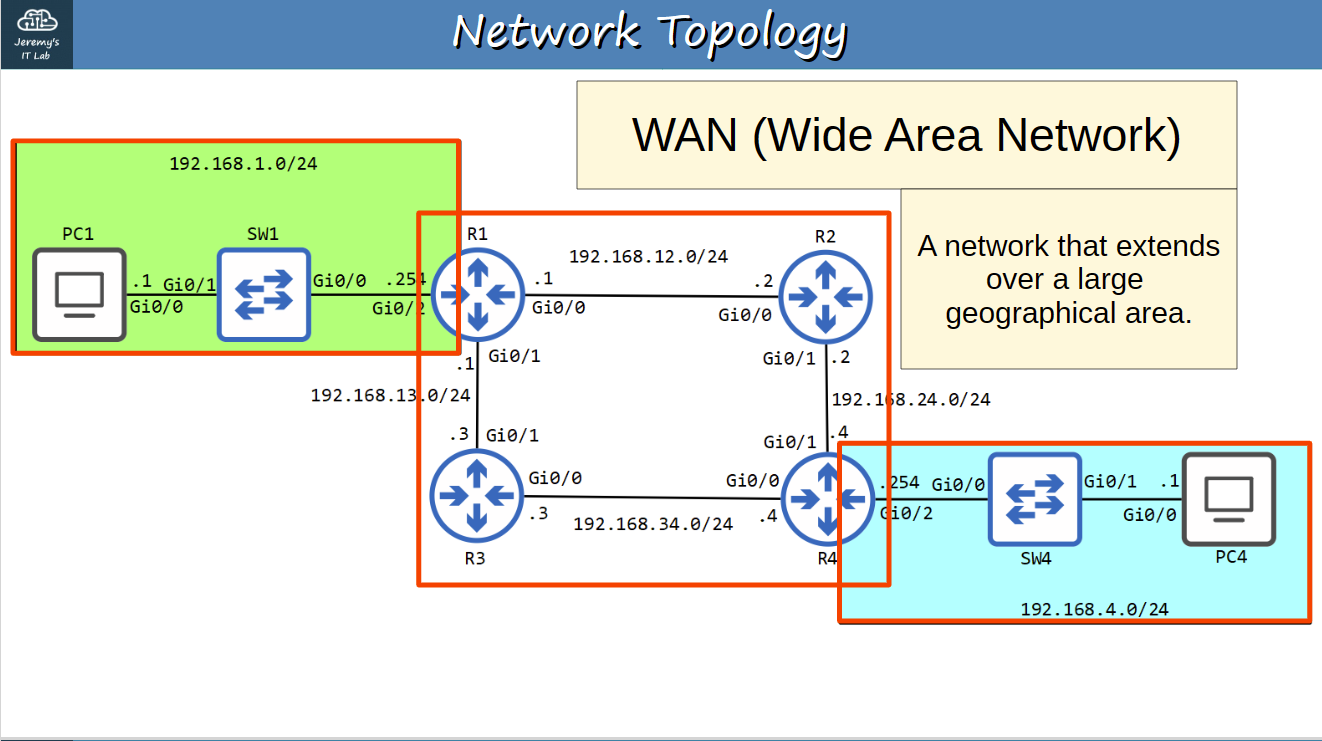 Jeremy's
IT Lab
Network Topology
WAN (Wide Area Network)
A network that extends
over a large
geographical area.
192.168.1.0/24
PC1
SW1
.1
Gi0/1
Gi0/0
Gi0/0
.254
Gi0/2
R1
192.168.12.0/24
R2
.1
Gi0/0
.2
Gi0/0
.1
Gi0/1
Gi0/1
.2
192.168.13.0/24
192.168.24.0/24
.3
Gi0/1
Gi0/1
.4
Gi0/0
.3
192.168.34.0/24
Gi0/0
.4
R3
R4
.254
Gi0/0
Gi0/2
Gi0/1
.1
Gi0/0
SW4
PC4
192.168.4.0/24